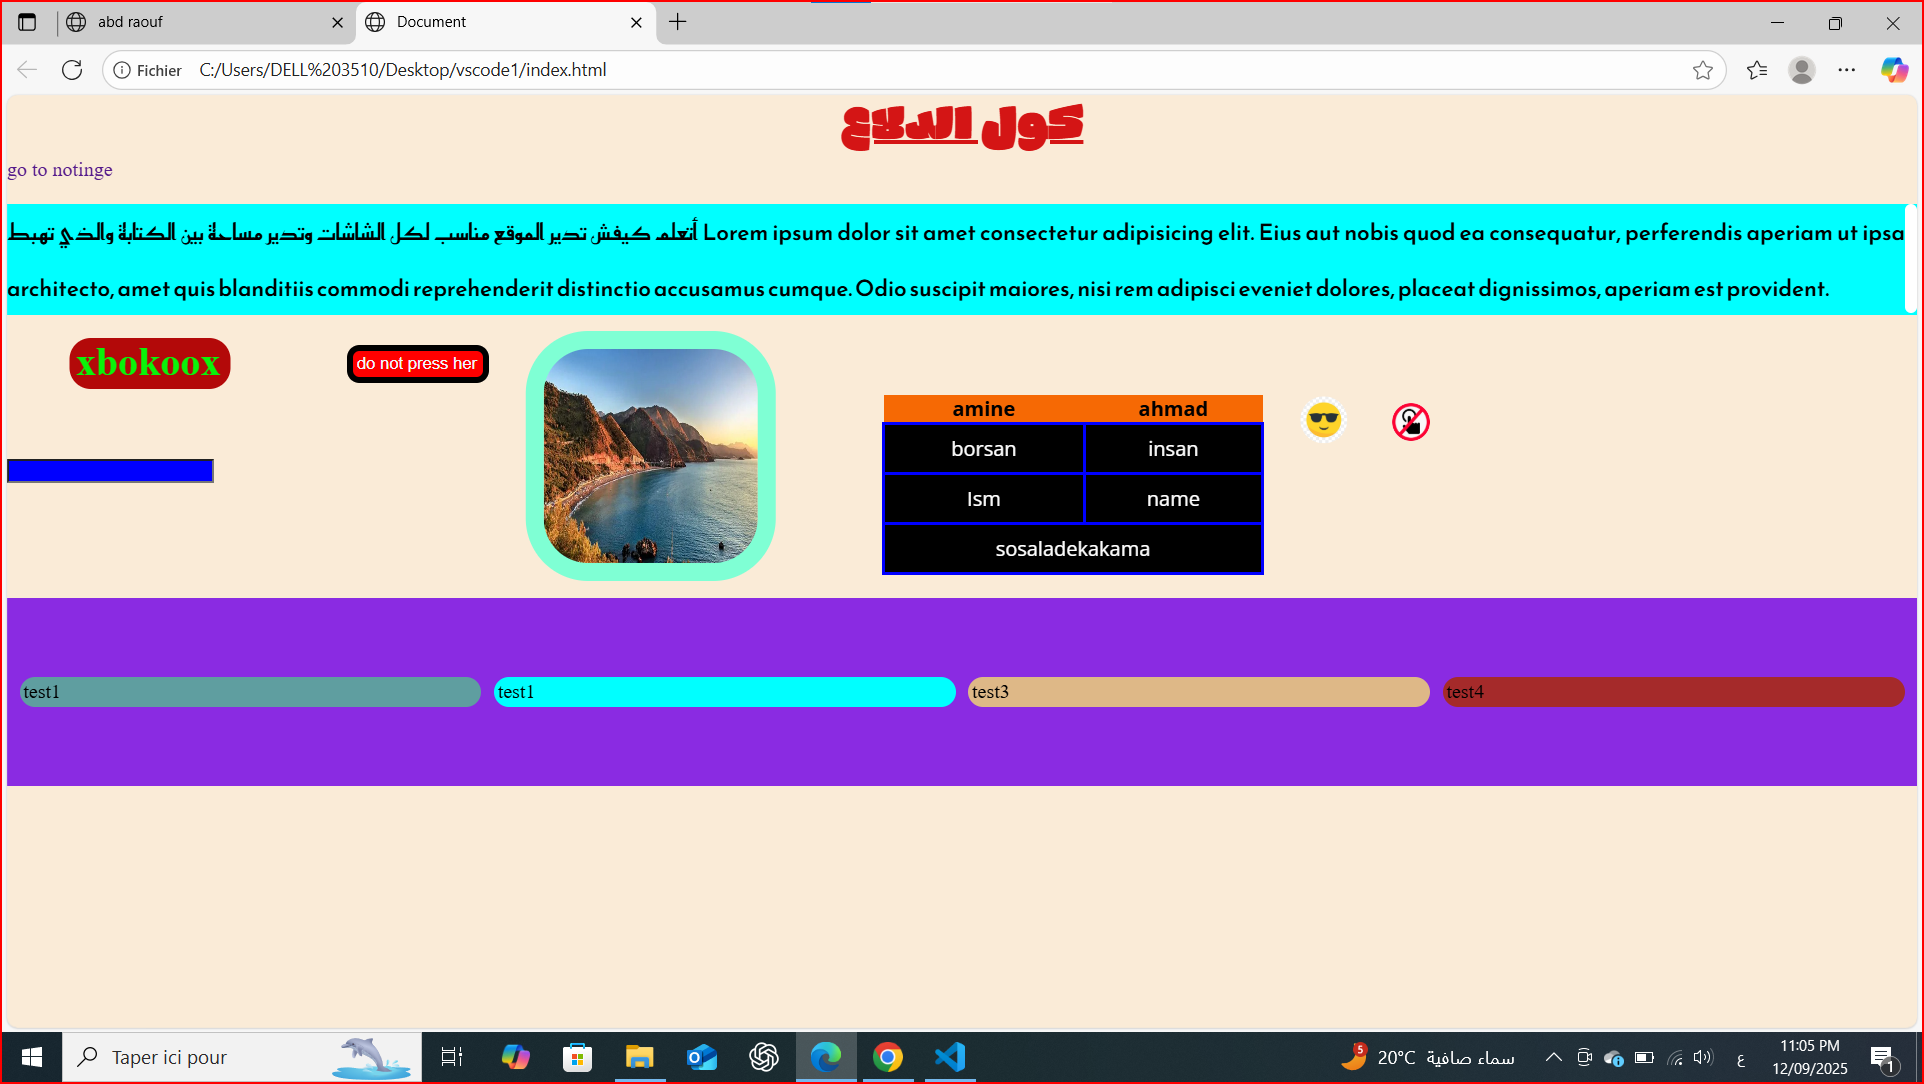 abd raouf
Document
Fichier
C:/Users/DELL%203510/Desktop/vscode1/index.html
كول الدلاع
go to notinge
أتعلم كيفش تدير الموقع مناسب لكل الشاشات وتدير مساحة بين الكتابة والذي تهبط Lorem ipsum dolor sit amet consectetur adipisicing elit. Eius aut nobis quod ea consequatur, perferendis aperiam ut ipsa
architecto, amet quis blanditiis commodi reprehenderit distinctio accusamus cumque. Odio suscipit maiores, nisi rem adipisci eveniet dolores, placeat dignissimos, aperiam est provident.
xbokoox
do not press her
amine ahmad
borsan insan
Ism name
sosaladekakama
test1 test1 test3 test4
Taper ici pour
5
20°C سماء صافية
ع
11:05 PM
12/09/2025
1